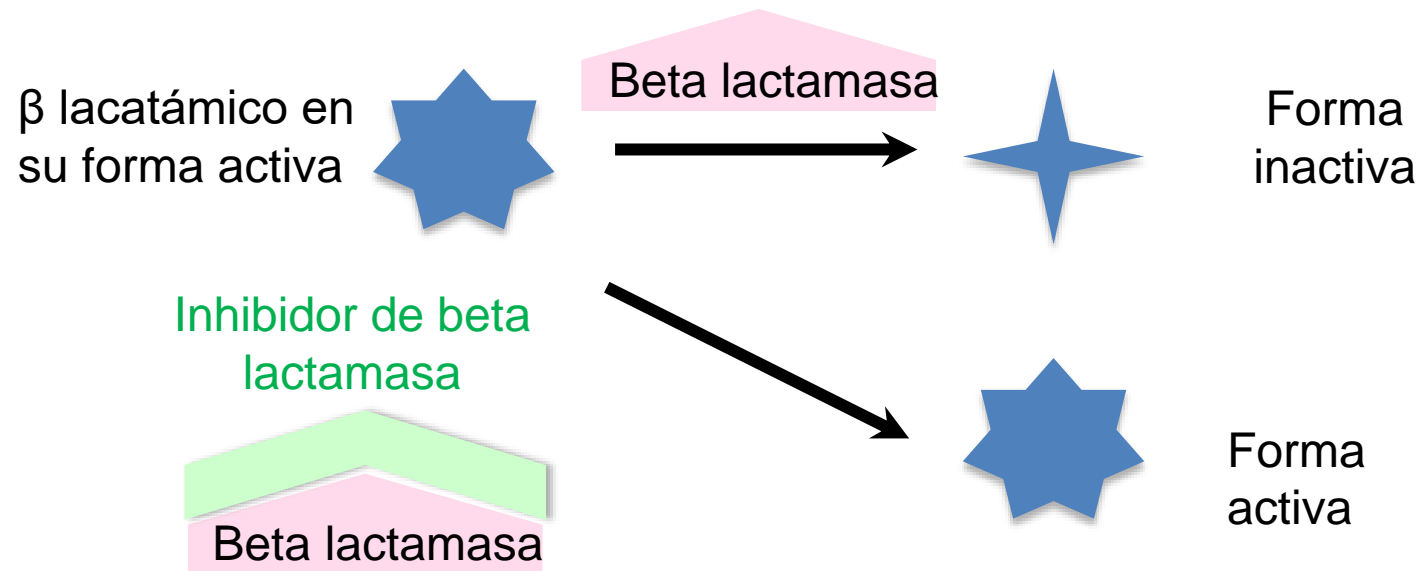 β lacatámico en
su forma activa
Beta lactamasa
Forma
inactiva
Inhibidor de beta
lactamasa
Beta lactamasa
Forma
activa